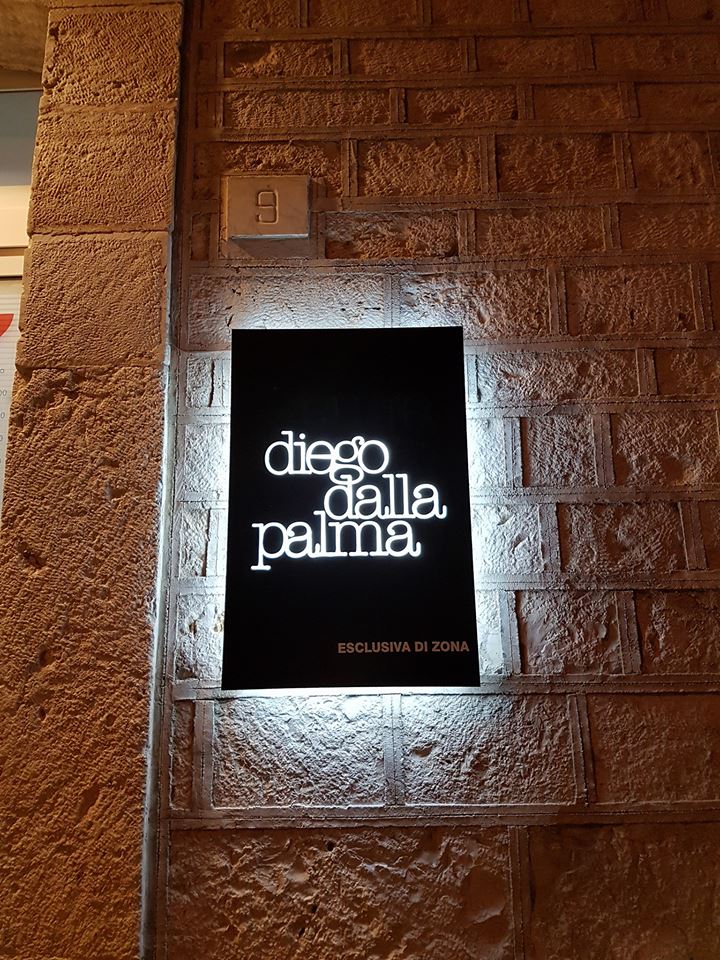 9
diego
dalla
palma
ESCLUSIVA DI ZONA